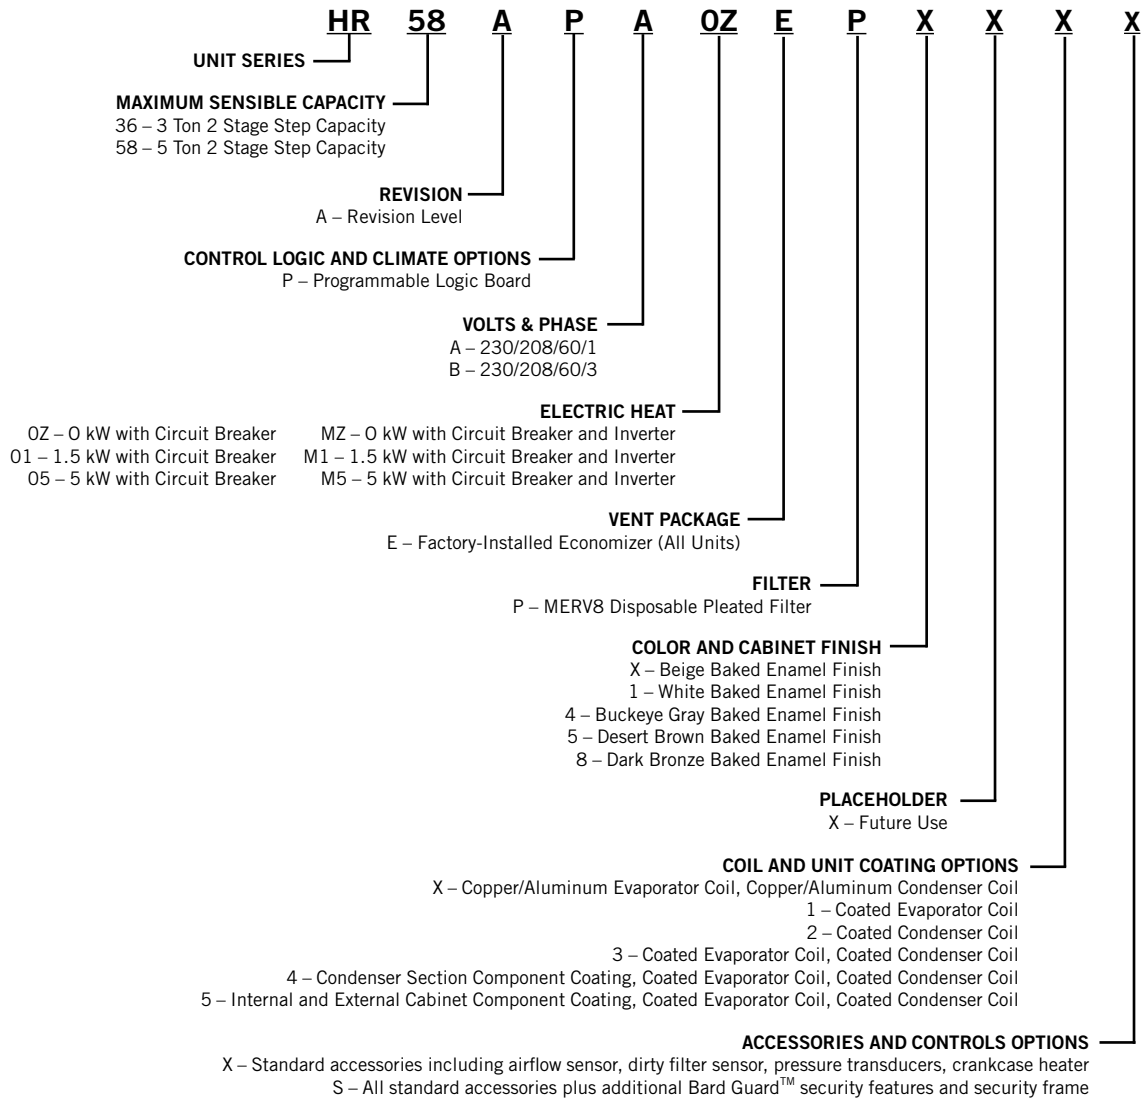 HR 58 A P A 0Z E P X X X X
UNIT SERIES
MAXIMUM SENSIBLE CAPACITY
36 – 3 Ton 2 Stage Step Capacity
58 – 5 Ton 2 Stage Step Capacity
REVISION
A – Revision Level
CONTROL LOGIC AND CLIMATE OPTIONS
P – Programmable Logic Board
VOLTS & PHASE
A – 230/208/60/1
B – 230/208/60/3
ELECTRIC HEAT
0Z – 0 kW with Circuit Breaker MZ – 0 kW with Circuit Breaker and Inverter
01 – 1.5 kW with Circuit Breaker M1 – 1.5 kW with Circuit Breaker and Inverter
05 – 5 kW with Circuit Breaker M5 – 5 kW with Circuit Breaker and Inverter
VENT PACKAGE
E – Factory-Installed Economizer (All Units)
FILTER
P – MERV8 Disposable Pleated Filter
COLOR AND CABINET FINISH
X – Beige Baked Enamel Finish
1 – White Baked Enamel Finish
4 – Buckeye Gray Baked Enamel Finish
5 – Desert Brown Baked Enamel Finish
8 – Dark Bronze Baked Enamel Finish
PLACEHOLDER
X – Future Use
COIL AND UNIT COATING OPTIONS
X – Copper/Aluminum Evaporator Coil, Copper/Aluminum Condenser Coil
1 – Coated Evaporator Coil
2 – Coated Condenser Coil
3 – Coated Evaporator Coil, Coated Condenser Coil
4 – Condenser Section Component Coating, Coated Evaporator Coil, Coated Condenser Coil
5 – Internal and External Cabinet Component Coating, Coated Evaporator Coil, Coated Condenser Coil
ACCESSORIES AND CONTROLS OPTIONS
X – Standard accessories including airflow sensor, dirty filter sensor, pressure transducers, crankcase heater
S – All standard accessories plus additional Bard Guard™ security features and security frame